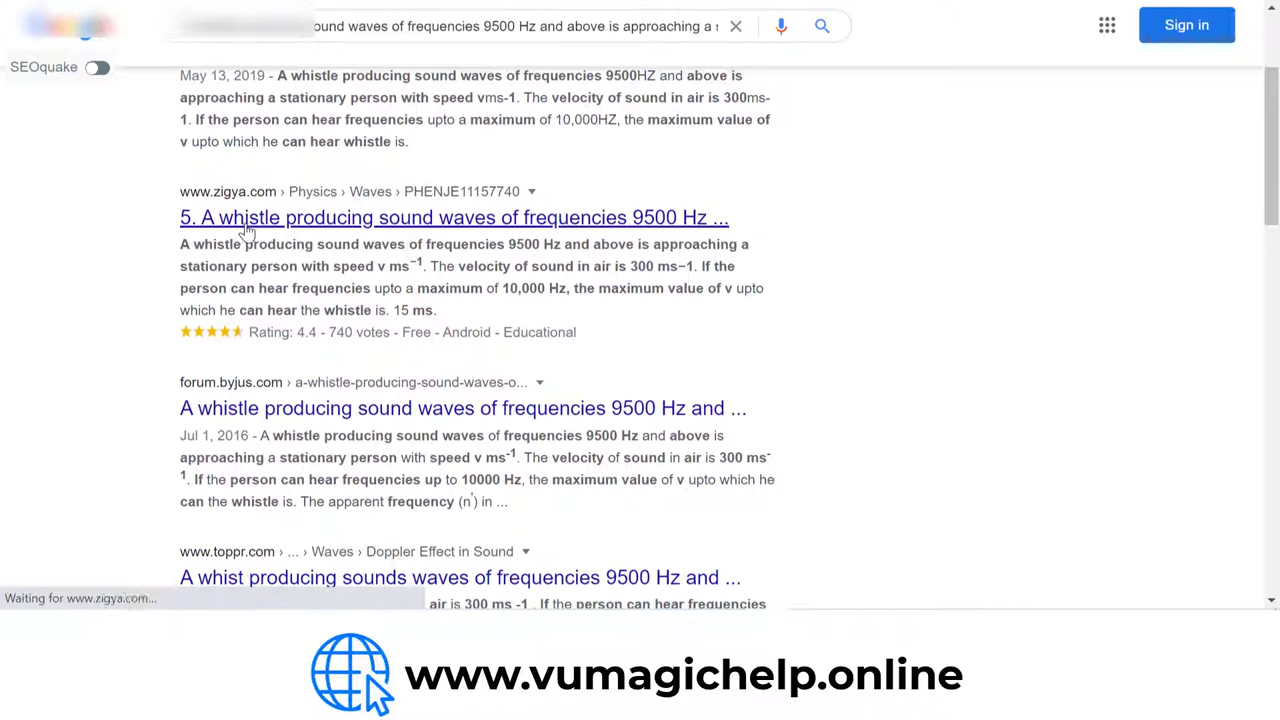 ound waves of frequencies 9500 Hz and above is approaching a s
Sign in
SEOquake
May 13, 2019 - A whistle producing sound waves of frequencies 9500HZ and above is
approaching a stationary person with speed vms-1. The velocity of sound in air is 300ms-
1. If the person can hear frequencies upto a maximum of 10,000HZ, the maximum value of
v upto which he can hear whistle is.
www.zigya.com › Physics › Waves › PHENJE11157740
5. A whistle producing sound waves of frequencies 9500 Hz ...
A whistle producing sound waves of frequencies 9500 Hz and above is approaching a
stationary person with speed v ms−1. The velocity of sound in air is 300 ms−1. If the
person can hear frequencies upto a maximum of 10,000 Hz, the maximum value of v upto
which he can hear the whistle is. 15 ms.
Rating: 4.4 - 740 votes - Free - Android - Educational
forum.byjus.com › a-whistle-producing-sound-waves-o...
A whistle producing sound waves of frequencies 9500 Hz and ...
Jul 1, 2016 - A whistle producing sound waves of frequencies 9500 Hz and above is
approaching a stationary person with speed v ms-1. The velocity of sound in air is 300 ms-
1. If the person can hear frequencies up to 10000 Hz, the maximum value of v upto which he
can the whistle is. The apparent frequency (n') in ...
www.toppr.com › ... › Waves › Doppler Effect in Sound
A whist producing sounds waves of frequencies 9500 Hz and ...
air is 300 ms -1 . If the person can hear frequencies
Waiting for www.zigya.com...
www.vumagichelp.online